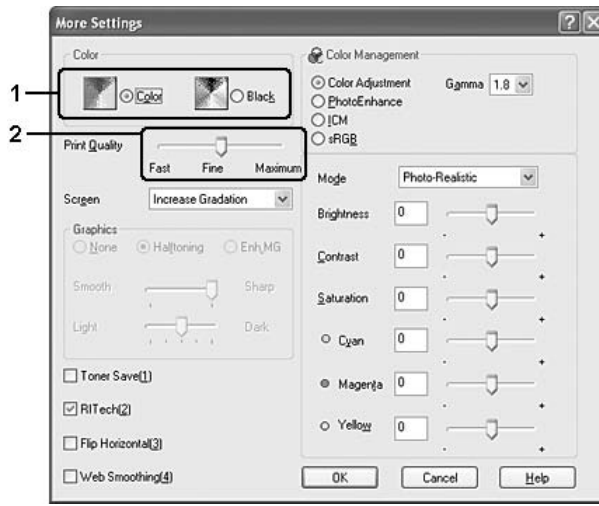 More Settings
Color
1
Color
Black
2
Print Quality
Fast Fine Maximum
Screen Increase Gradation
Graphics
None Halftoning Enh.MG
Smooth Sharp
Light Dark
Toner Save(1)
RITech(2)
Flip Horizontal(3)
Web Smoothing(4)
Color Management
Color Adjustment Gamma 1.8
PhotoEnhance
ICM
sRGB
Mode Photo-Realistic
Brightness 0
- +
Contrast 0
- +
Saturation 0
- +
Cyan 0
- +
Magenta 0
- +
Yellow 0
- +
OK Cancel Help